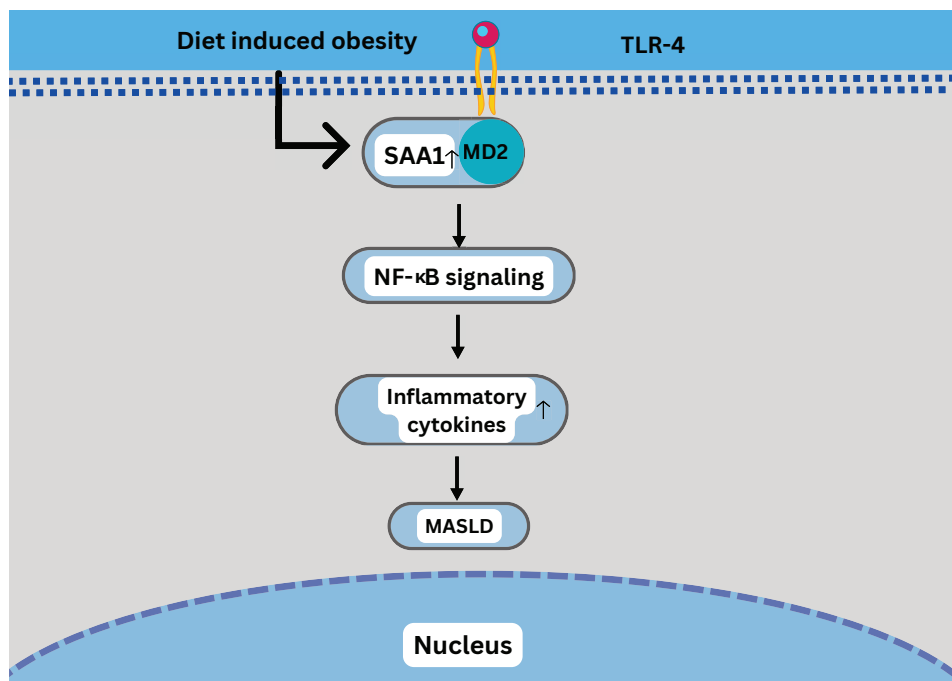 Diet induced obesity
TLR-4
SAA1↑
MD2
NF-κB signaling
Inflammatory ↑
cytokines
MASLD
Nucleus